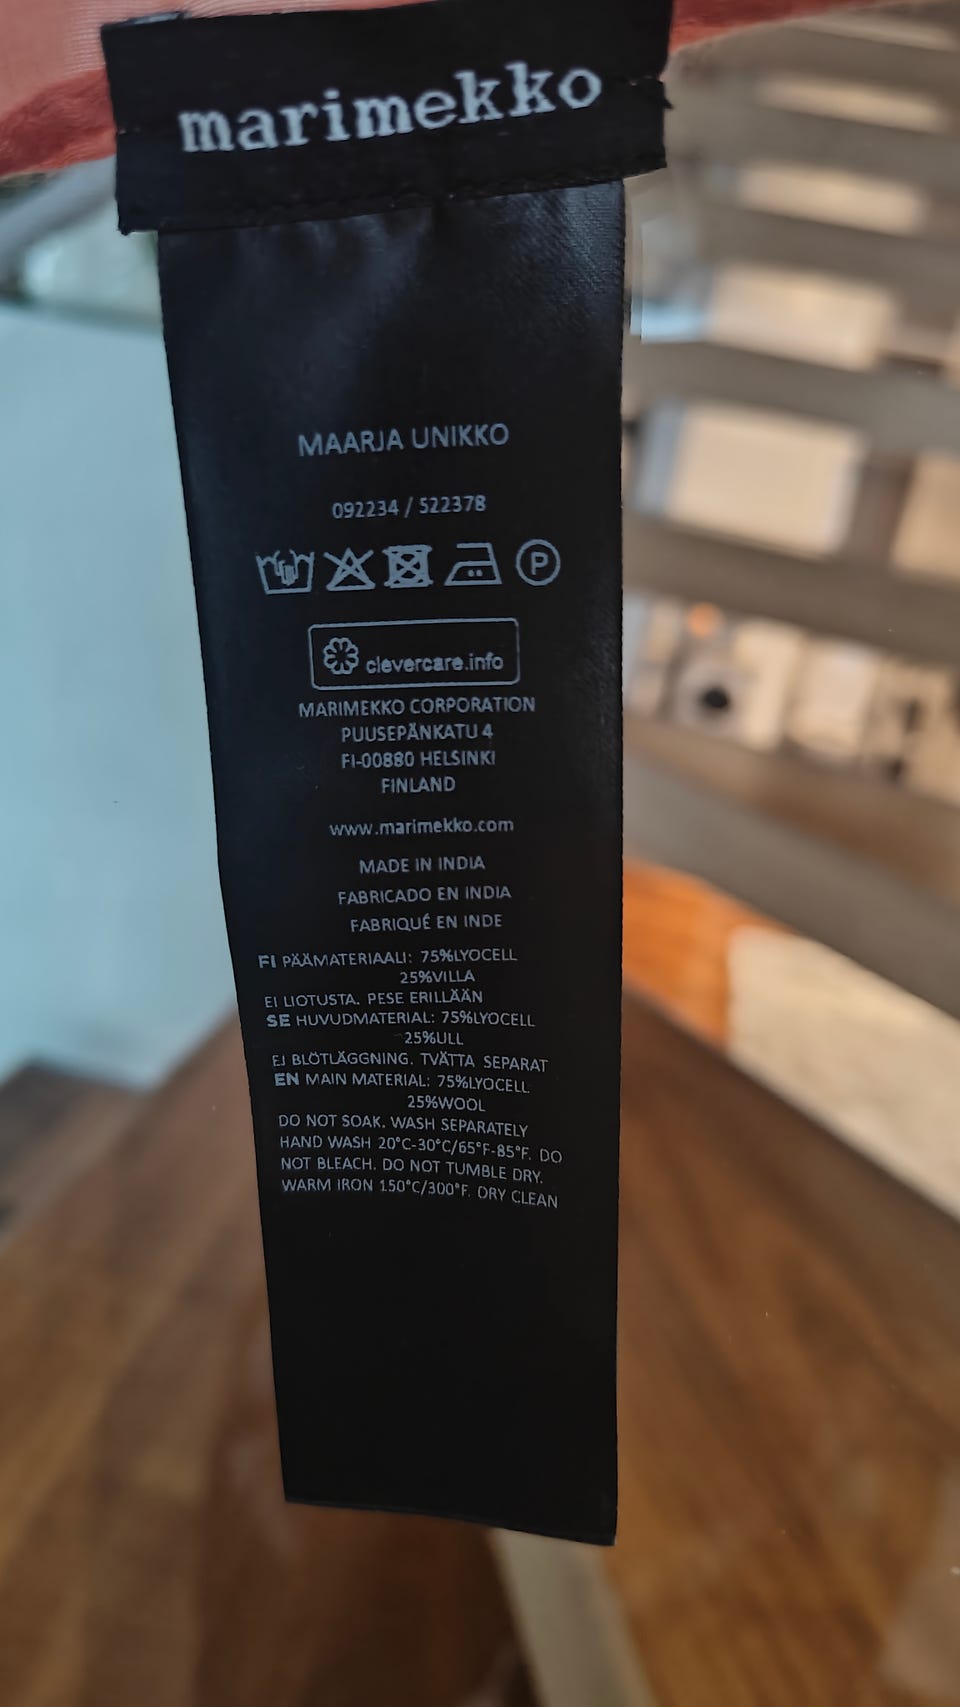 marimekko
MAARJA UNIKKO
092234 / 522378
P
clevercare.info
MARIMEKKO CORPORATION
PUUSEPÄNKATU 4
FI-00880 HELSINKI
FINLAND
www.marimekko.com
MADE IN INDIA
FABRICADO EN INDIA
FABRIQUÉ EN INDE
FI PÄÄMATERIAALI: 75%LYOCELL
25%VILLA
EI LIOTUSTA. PESE ERILLÄÄN
SE HUVUDMATERIAL: 75%LYOCELL
25%ULL
EJ BLÖTLÄGGNING. TVÄTTA SEPARAT
EN MAIN MATERIAL: 75%LYOCELL
25%WOOL
DO NOT SOAK. WASH SEPARATELY
HAND WASH 20°C-30°C/65°F-85°F. DO
NOT BLEACH. DO NOT TUMBLE DRY.
WARM IRON 150°C/300°F. DRY CLEAN